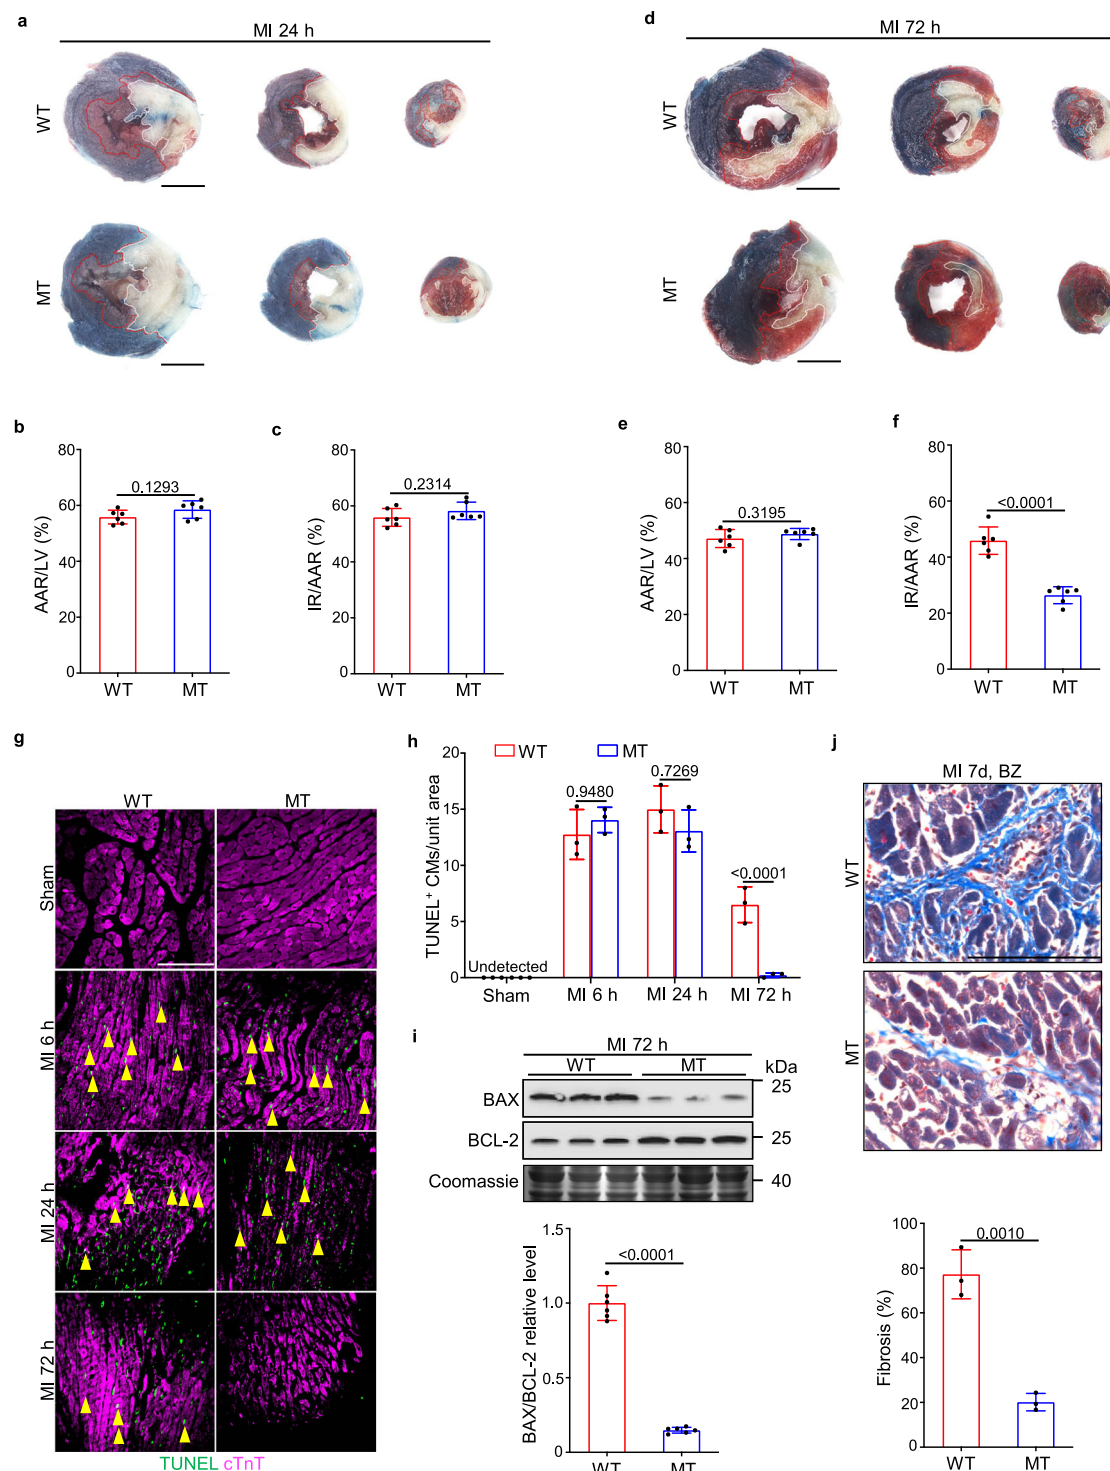 a
MI 24 h
WT
MT
d
MI 72 h
WT
MT
b
80
60
40
20
0
AAR/LV (%)
0.1293
WT MT
c
80
60
40
20
0
IR/AAR (%)
0.2314
WT MT
e
80
60
40
20
0
AAR/LV (%)
0.3195
WT MT
f
80
60
40
20
0
IR/AAR (%)
<0.0001
WT MT
g
WT MT
Sham
MI 6 h
MI 24 h
MI 72 h
TUNEL cTnT
h
WT MT
20
15
10
5
0
TUNEL⁺ CMs/unit area
Undetected
0.9480
0.7269
<0.0001
Sham MI 6 h MI 24 h MI 72 h
i
MI 72 h
WT MT kDa
BAX 25
BCL-2 25
Coomassie 40
1.5
1.0
0.5
0
BAX/BCL-2 relative level
<0.0001
WT MT
j
MI 7d, BZ
WT
MT
100
80
60
40
20
0
Fibrosis (%)
0.0010
WT MT